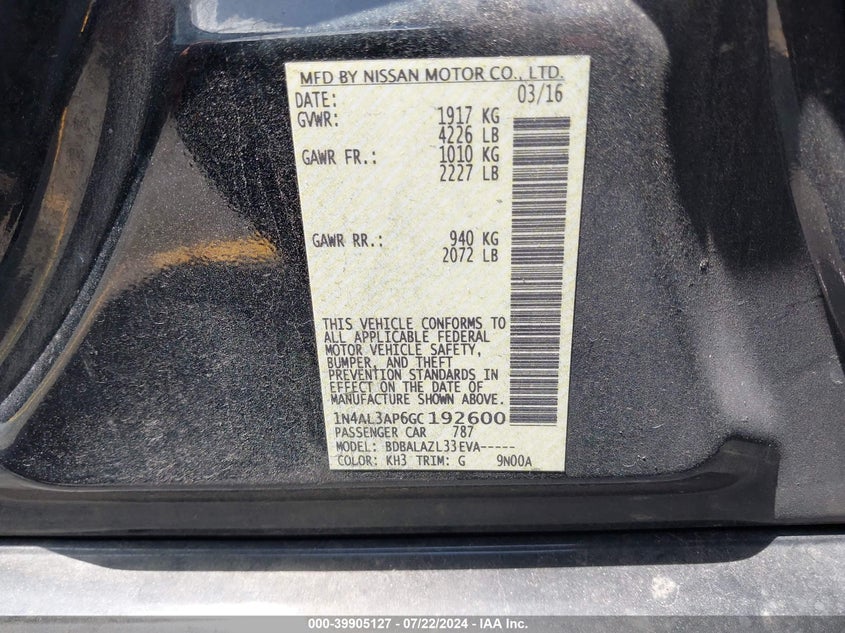 MFD BY NISSAN MOTOR CO., LTD.
DATE: 03/16
GVWR: 1917 KG
4226 LB
GAWR FR.: 1010 KG
2227 LB
GAWR RR.: 940 KG
2072 LB
THIS VEHICLE CONFORMS TO
ALL APPLICABLE FEDERAL
MOTOR VEHICLE SAFETY,
BUMPER, AND THEFT
PREVENTION STANDARDS IN
EFFECT ON THE DATE OF
MANUFACTURE SHOWN ABOVE.
1N4AL3AP6GC192600
PASSENGER CAR 787
MODEL: BDBALAZL33EVA-----
COLOR: KH3 TRIM: G 9N00A
000-39905127 - 07/22/2024 - © IAA, Inc.